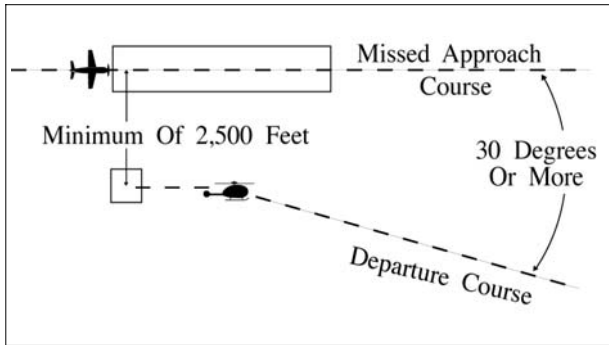 Missed Approach
Course
Minimum Of 2,500 Feet
30 Degrees
Or More
Departure Course